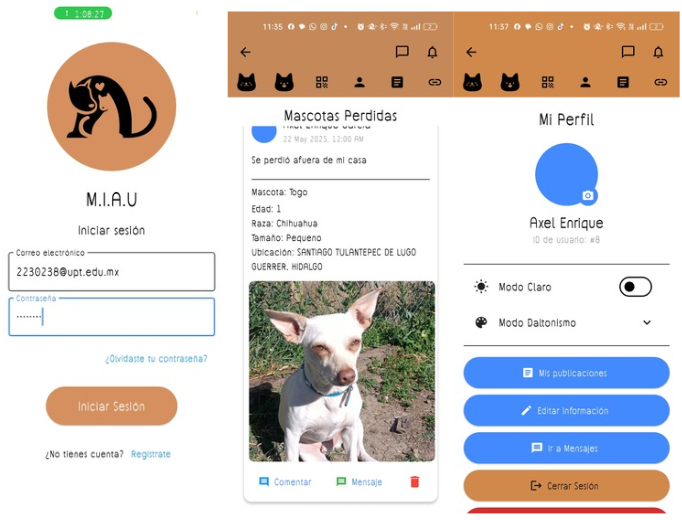 1:08:27
M.I.A.U
Iniciar sesión
Correo electrónico
2230238@upt.edu.mx
Contraseña
¿Olvidaste tu contraseña?
Iniciar Sesión
¿No tienes cuenta? Registrate
11:35
Mascotas Perdidas
Axel Enrique Garcia
22 May 2025, 12:00 AM
Se perdió afuera de mi casa
Mascota: Togo
Edad: 1
Raza: Chihuahua
Tamaño: Pequeno
Ubicación: SANTIAGO TULANTEPEC DE LUGO
GUERRER, HIDALGO
Comentar
Mensaje
11:37
Mi Perfil
Axel Enrique
ID de usuario: #8
Modo Claro
Modo Daltonismo
Mis publicaciones
Editar información
Ir a Mensajes
Cerrar Sesión